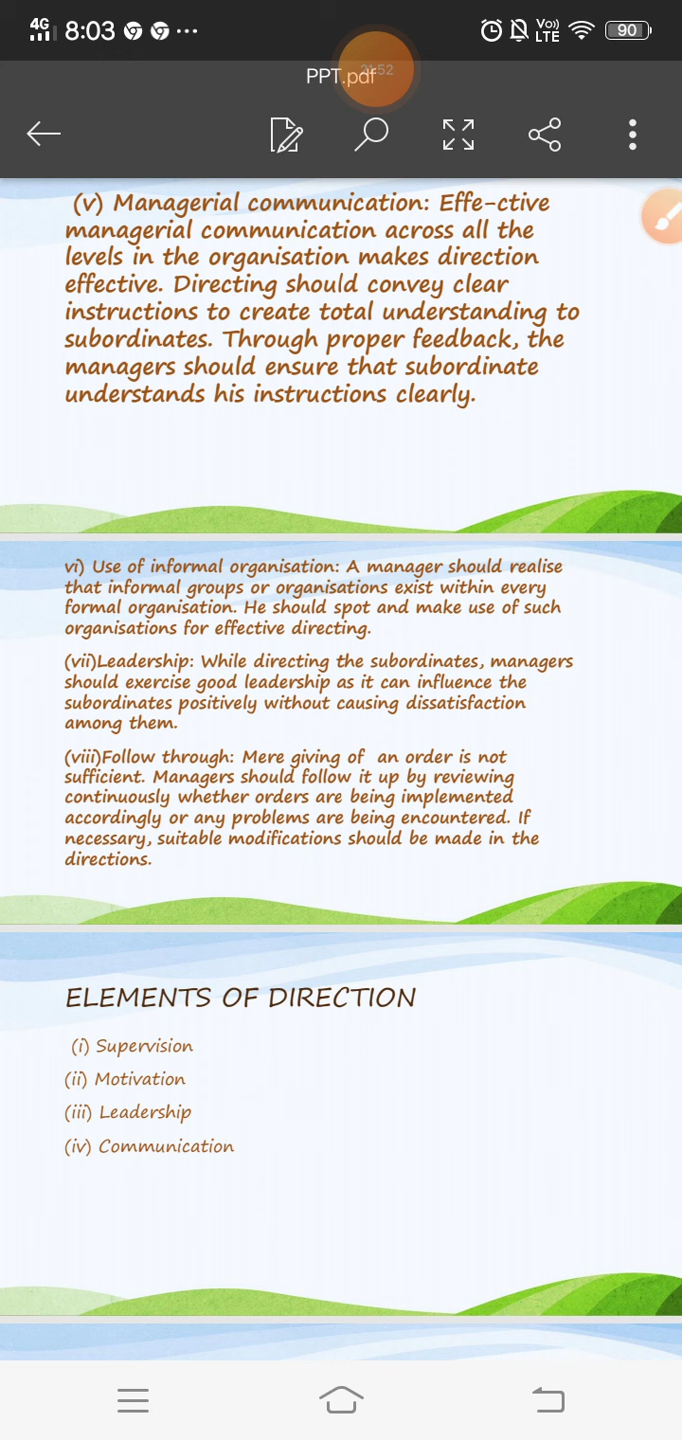 4G 8:03 ... Vo) LTE 90
PPT.pdf
(v) Managerial communication: Effe-ctive
managerial communication across all the
levels in the organisation makes direction
effective. Directing should convey clear
instructions to create total understanding to
subordinates. Through proper feedback, the
managers should ensure that subordinate
understands his instructions clearly.
vi) Use of informal organisation: A manager should realise
that informal groups or organisations exist within every
formal organisation. He should spot and make use of such
organisations for effective directing.
(vii)Leadership: While directing the subordinates, managers
should exercise good leadership as it can influence the
subordinates positively without causing dissatisfaction
among them.
(viii)Follow through: Mere giving of an order is not
sufficient. Managers should follow it up by reviewing
continuously whether orders are being implemented
accordingly or any problems are being encountered. If
necessary, suitable modifications should be made in the
directions.
ELEMENTS OF DIRECTION
(i) Supervision
(ii) Motivation
(iii) Leadership
(iv) Communication